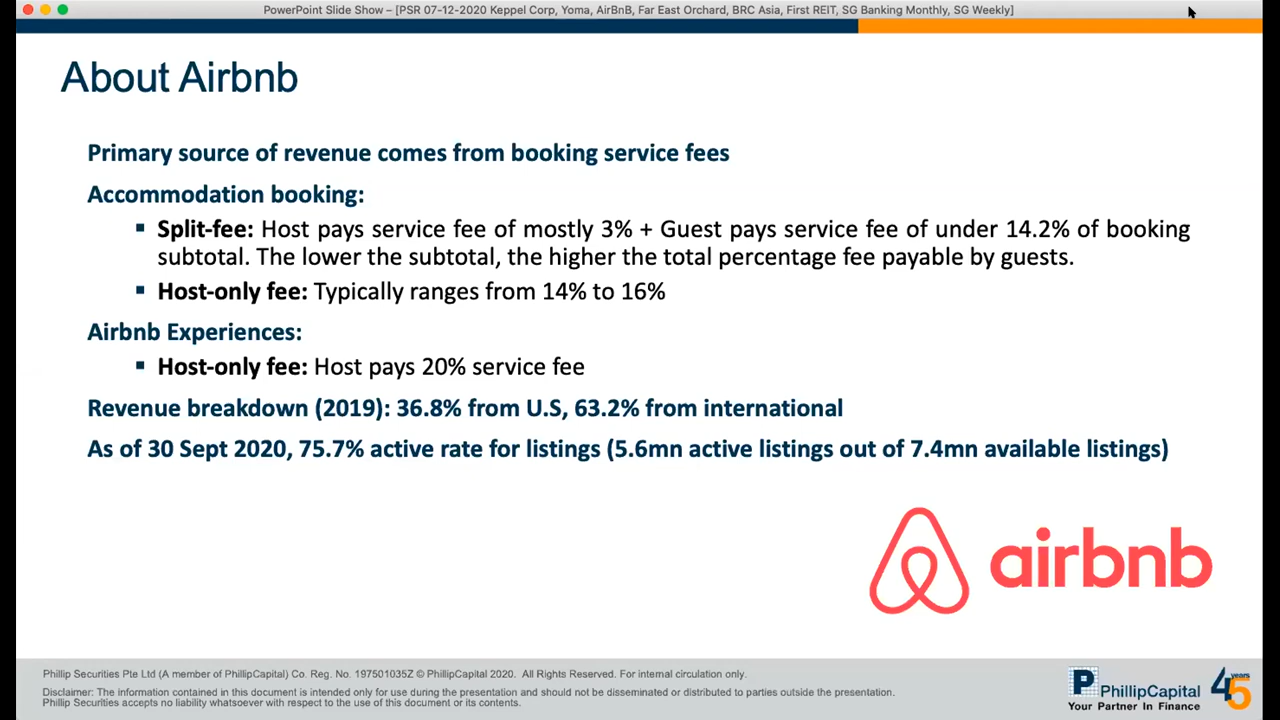 PowerPoint Slide Show – [PSR 07-12-2020 Keppel Corp, Yoma, AirBnB, Far East Orchard, BRC Asia, First REIT, SG Banking Monthly, SG Weekly]
About Airbnb
Primary source of revenue comes from booking service fees
Accommodation booking:
▪ Split-fee: Host pays service fee of mostly 3% + Guest pays service fee of under 14.2% of booking
subtotal. The lower the subtotal, the higher the total percentage fee payable by guests.
▪ Host-only fee: Typically ranges from 14% to 16%
Airbnb Experiences:
▪ Host-only fee: Host pays 20% service fee
Revenue breakdown (2019): 36.8% from U.S, 63.2% from international
As of 30 Sept 2020, 75.7% active rate for listings (5.6mn active listings out of 7.4mn available listings)
airbnb
Phillip Securities Pte Ltd (A member of PhillipCapital) Co. Reg. No. 197501035Z © PhillipCapital 2020. All Rights Reserved. For internal circulation only.
Disclaimer: The information contained in this document is intended only for use during the presentation and should not be disseminated or distributed to parties outside the presentation.
Phillip Securities accepts no liability whatsoever with respect to the use of this document or its contents.
P PhillipCapital
Your Partner In Finance
45 years